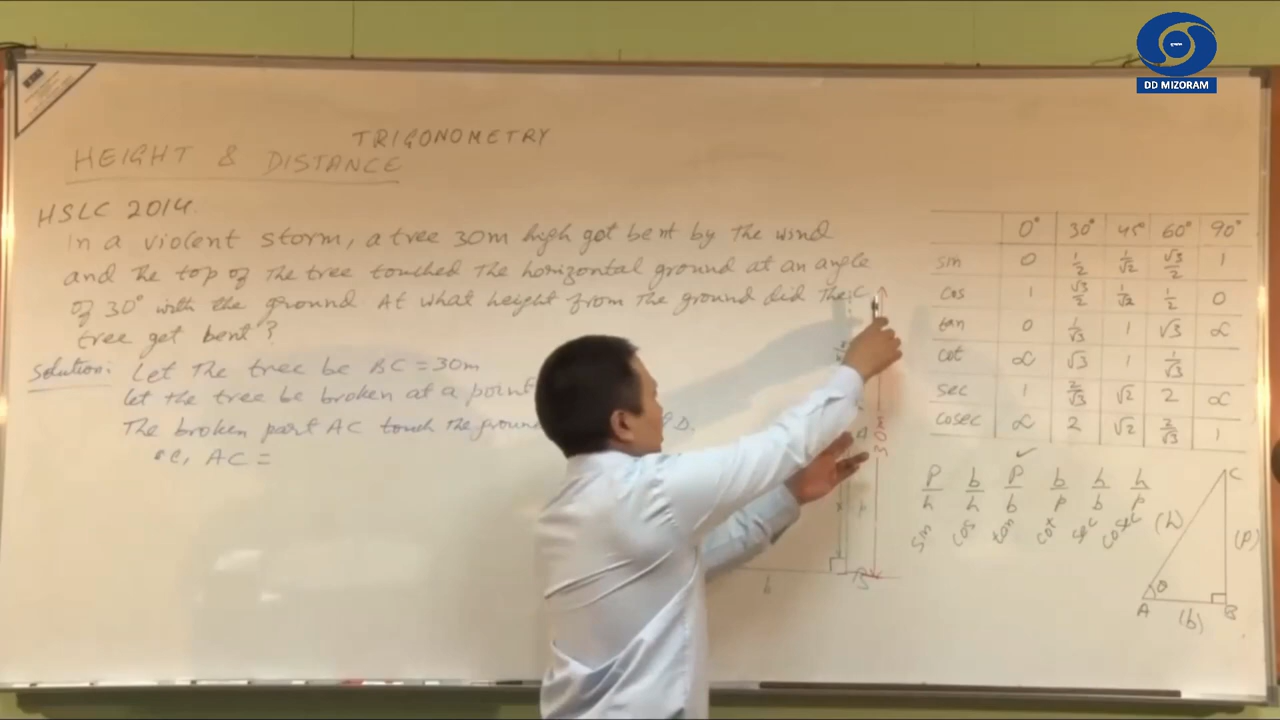 DD MIZORAM
TRIGONOMETRY
HEIGHT & DISTANCE
HSLC 2014.
In a violent storm, a tree 30m high got bent by the wind
and the top of the tree touched the horizontal ground at an angle
of 30° with the ground. At what height from the ground did the
tree get bent?
Solution: Let the tree be BC = 30m
Let the tree be broken at a point
The broken part AC touch the ground D.
AC =
C
30m
x
p
b
B
0° 30° 45° 60° 90°
sin 0 1/2 1/√2 √3/2 1
cos 1 √3/2 1/√2 1/2 0
tan 0 1/√3 1 √3 ∝
cot ∝ √3 1 1/√3
sec 1 2/√3 √2 2 ∝
cosec ∝ 2 √2 2/√3 1
P/h b/h P/b b/p h/b h/p
sin cos tan cot sec cosec
C
(h) (p)
θ
A (b) B